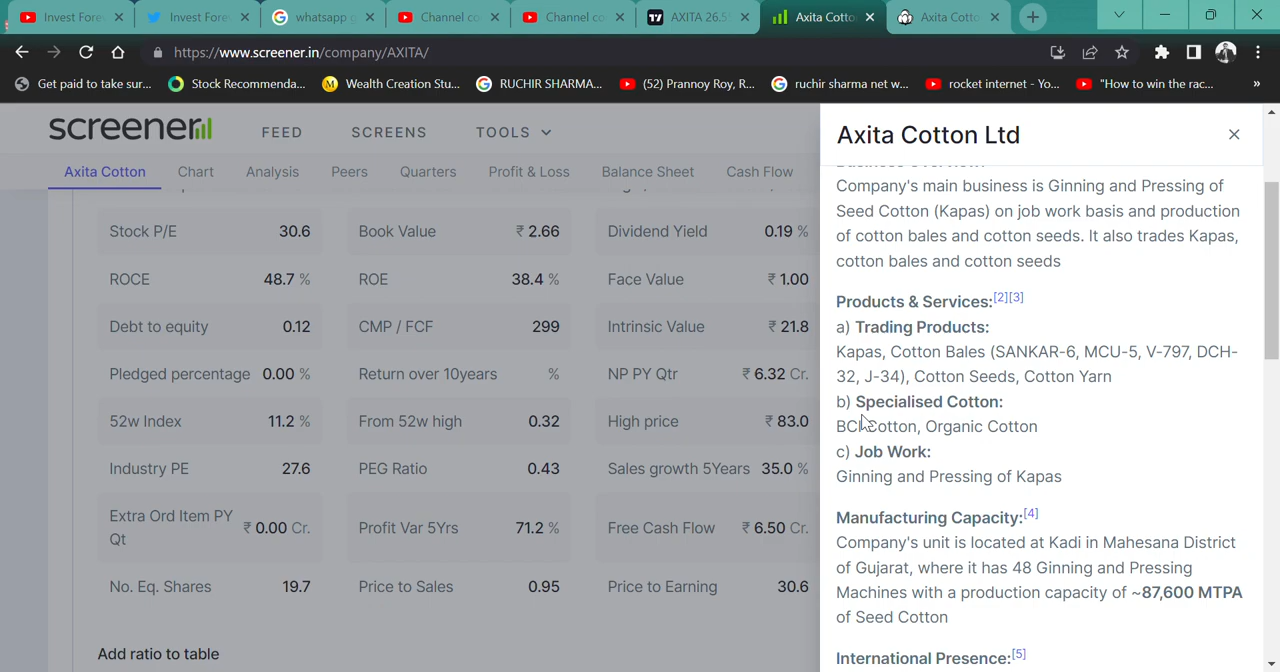 Invest Fore
Invest Fore
whatsapp g
Channel co
Channel co
AXITA 26.5
Axita Cotto
Axita Cotto
https://www.screener.in/company/AXITA/
Get paid to take sur...
Stock Recommenda...
Wealth Creation Stu...
RUCHIR SHARMA...
(52) Prannoy Roy, R...
ruchir sharma net w...
rocket internet - Yo...
"How to win the rac...
»
screener
FEED
SCREENS
TOOLS
Axita Cotton
Chart
Analysis
Peers
Quarters
Profit & Loss
Balance Sheet
Cash Flow
Stock P/E 30.6
Book Value ₹ 2.66
Dividend Yield 0.19 %
ROCE 48.7 %
ROE 38.4 %
Face Value ₹ 1.00
Debt to equity 0.12
CMP / FCF 299
Intrinsic Value ₹ 21.8
Pledged percentage 0.00 %
Return over 10years %
NP PY Qtr ₹ 6.32 Cr.
52w Index 11.2 %
From 52w high 0.32
High price ₹ 83.0
Industry PE 27.6
PEG Ratio 0.43
Sales growth 5Years 35.0 %
Extra Ord Item PY
Qt
₹ 0.00 Cr.
Profit Var 5Yrs 71.2 %
Free Cash Flow ₹ 6.50 Cr.
No. Eq. Shares 19.7
Price to Sales 0.95
Price to Earning 30.6
Add ratio to table
Axita Cotton Ltd
Company's main business is Ginning and Pressing of
Seed Cotton (Kapas) on job work basis and production
of cotton bales and cotton seeds. It also trades Kapas,
cotton bales and cotton seeds
Products & Services:[2][3]
a) Trading Products:
Kapas, Cotton Bales (SANKAR-6, MCU-5, V-797, DCH-
32, J-34), Cotton Seeds, Cotton Yarn
b) Specialised Cotton:
BCI Cotton, Organic Cotton
c) Job Work:
Ginning and Pressing of Kapas
Manufacturing Capacity:[4]
Company's unit is located at Kadi in Mahesana District
of Gujarat, where it has 48 Ginning and Pressing
Machines with a production capacity of ~87,600 MTPA
of Seed Cotton
International Presence:[5]